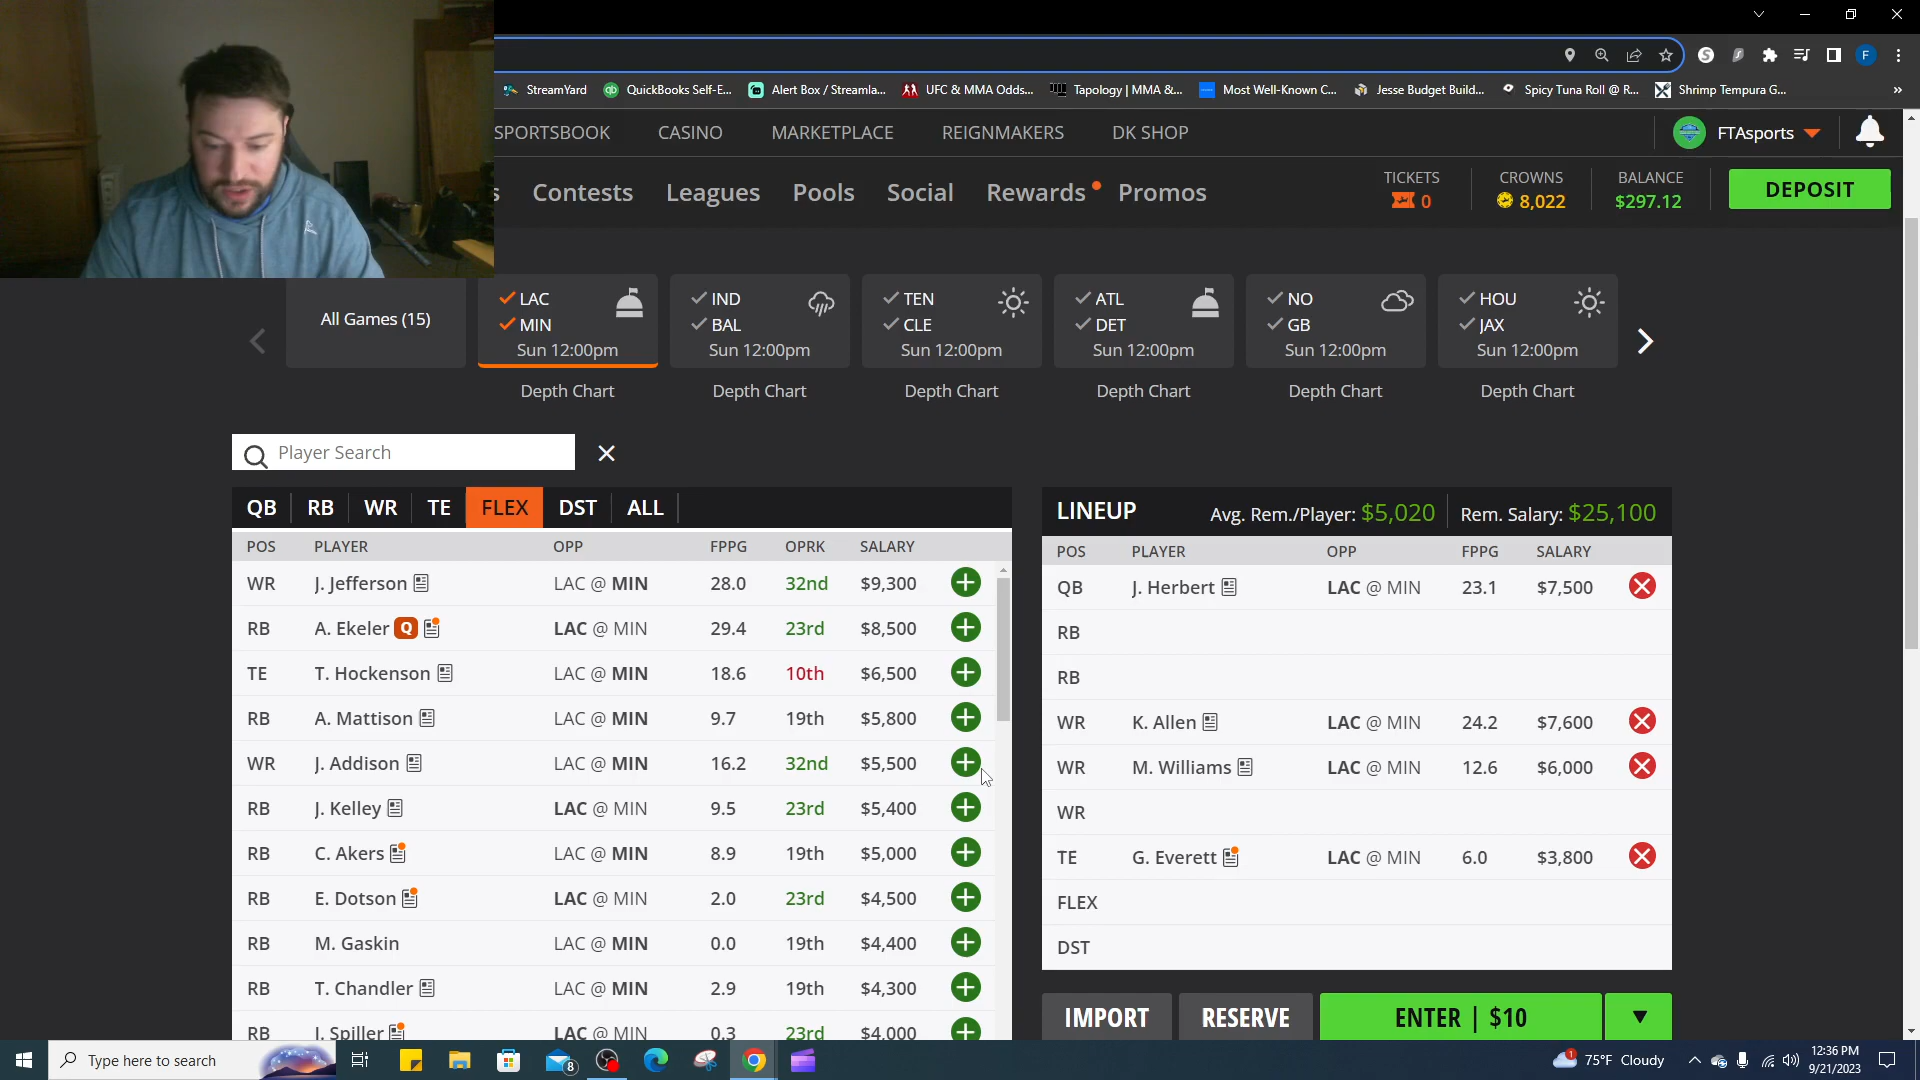 StreamYard QuickBooks Self-E... Alert Box / Streamla... UFC & MMA Odds... Tapology | MMA &... Most Well-Known C... Jesse Budget Build... Spicy Tuna Roll @ R... Shrimp Tempura G... »
SPORTSBOOK CASINO MARKETPLACE REIGNMAKERS DK SHOP FTAsports
s Contests Leagues Pools Social Rewards Promos
TICKETS 0
CROWNS 8,022
BALANCE $297.12
DEPOSIT
All Games (15)
LAC MIN Sun 12:00pm
IND BAL Sun 12:00pm
TEN CLE Sun 12:00pm
ATL DET Sun 12:00pm
NO GB Sun 12:00pm
HOU JAX Sun 12:00pm
Depth Chart Depth Chart Depth Chart Depth Chart Depth Chart Depth Chart
Player Search
QB RB WR TE FLEX DST ALL
POS PLAYER OPP FPPG OPRK SALARY
WR J. Jefferson LAC @ MIN 28.0 32nd $9,300
RB A. Ekeler Q LAC @ MIN 29.4 23rd $8,500
TE T. Hockenson LAC @ MIN 18.6 10th $6,500
RB A. Mattison LAC @ MIN 9.7 19th $5,800
WR J. Addison LAC @ MIN 16.2 32nd $5,500
RB J. Kelley LAC @ MIN 9.5 23rd $5,400
RB C. Akers LAC @ MIN 8.9 19th $5,000
RB E. Dotson LAC @ MIN 2.0 23rd $4,500
RB M. Gaskin LAC @ MIN 0.0 19th $4,400
RB T. Chandler LAC @ MIN 2.9 19th $4,300
RB I. Spiller LAC @ MIN 0.3 23rd $4,000
LINEUP Avg. Rem./Player: $5,020 Rem. Salary: $25,100
POS PLAYER OPP FPPG SALARY
QB J. Herbert LAC @ MIN 23.1 $7,500
RB
RB
WR K. Allen LAC @ MIN 24.2 $7,600
WR M. Williams LAC @ MIN 12.6 $6,000
WR
TE G. Everett LAC @ MIN 6.0 $3,800
FLEX
DST
IMPORT RESERVE ENTER | $10
Type here to search 8 1 75°F Cloudy 12:36 PM
9/21/2023